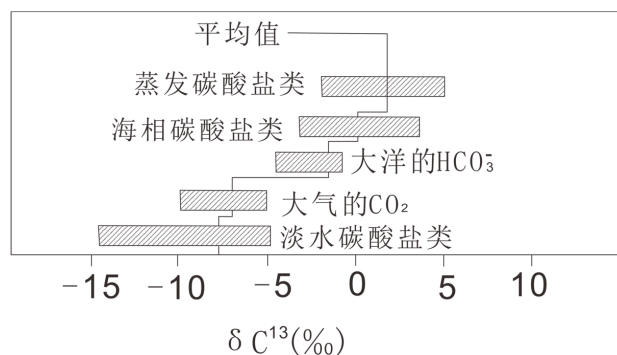 平均值
蒸发碳酸盐类
海相碳酸盐类
大洋的HCO₃⁻
大气的CO₂
淡水碳酸盐类
−15 −10 −5 0 5 10
δ C¹³(‰)